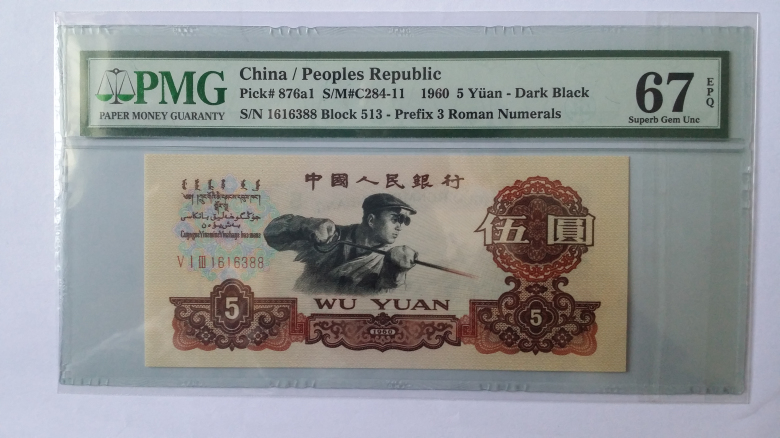 PMG
PAPER MONEY GUARANTY
China / Peoples Republic
Pick# 876a1 S/M#C284-11 1960 5 Yüan - Dark Black
S/N 1616388 Block 513 - Prefix 3 Roman Numerals
67
EPQ
Superb Gem Unc
中國人民銀行
V I III 1616388
伍圓
WU YUAN
5
1960
5